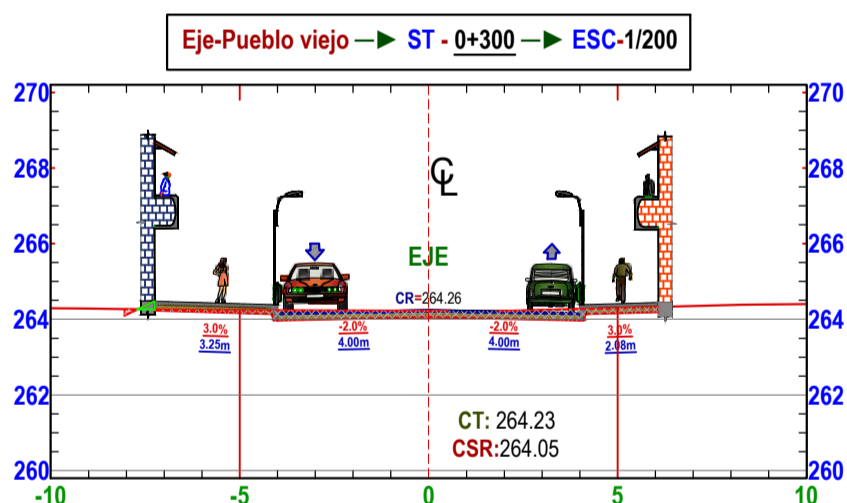 Eje-Pueblo viejo ST - 0+300 ESC-1/200
270 270
268 268
CL
266 266
EJE
CR=264.26
264 264
3.0% -2.0% -2.0% 3.0%
3.25m 4.00m 4.00m 2.08m
262 262
CT: 264.23
CSR:264.05
260 260
-10 -5 0 5 10